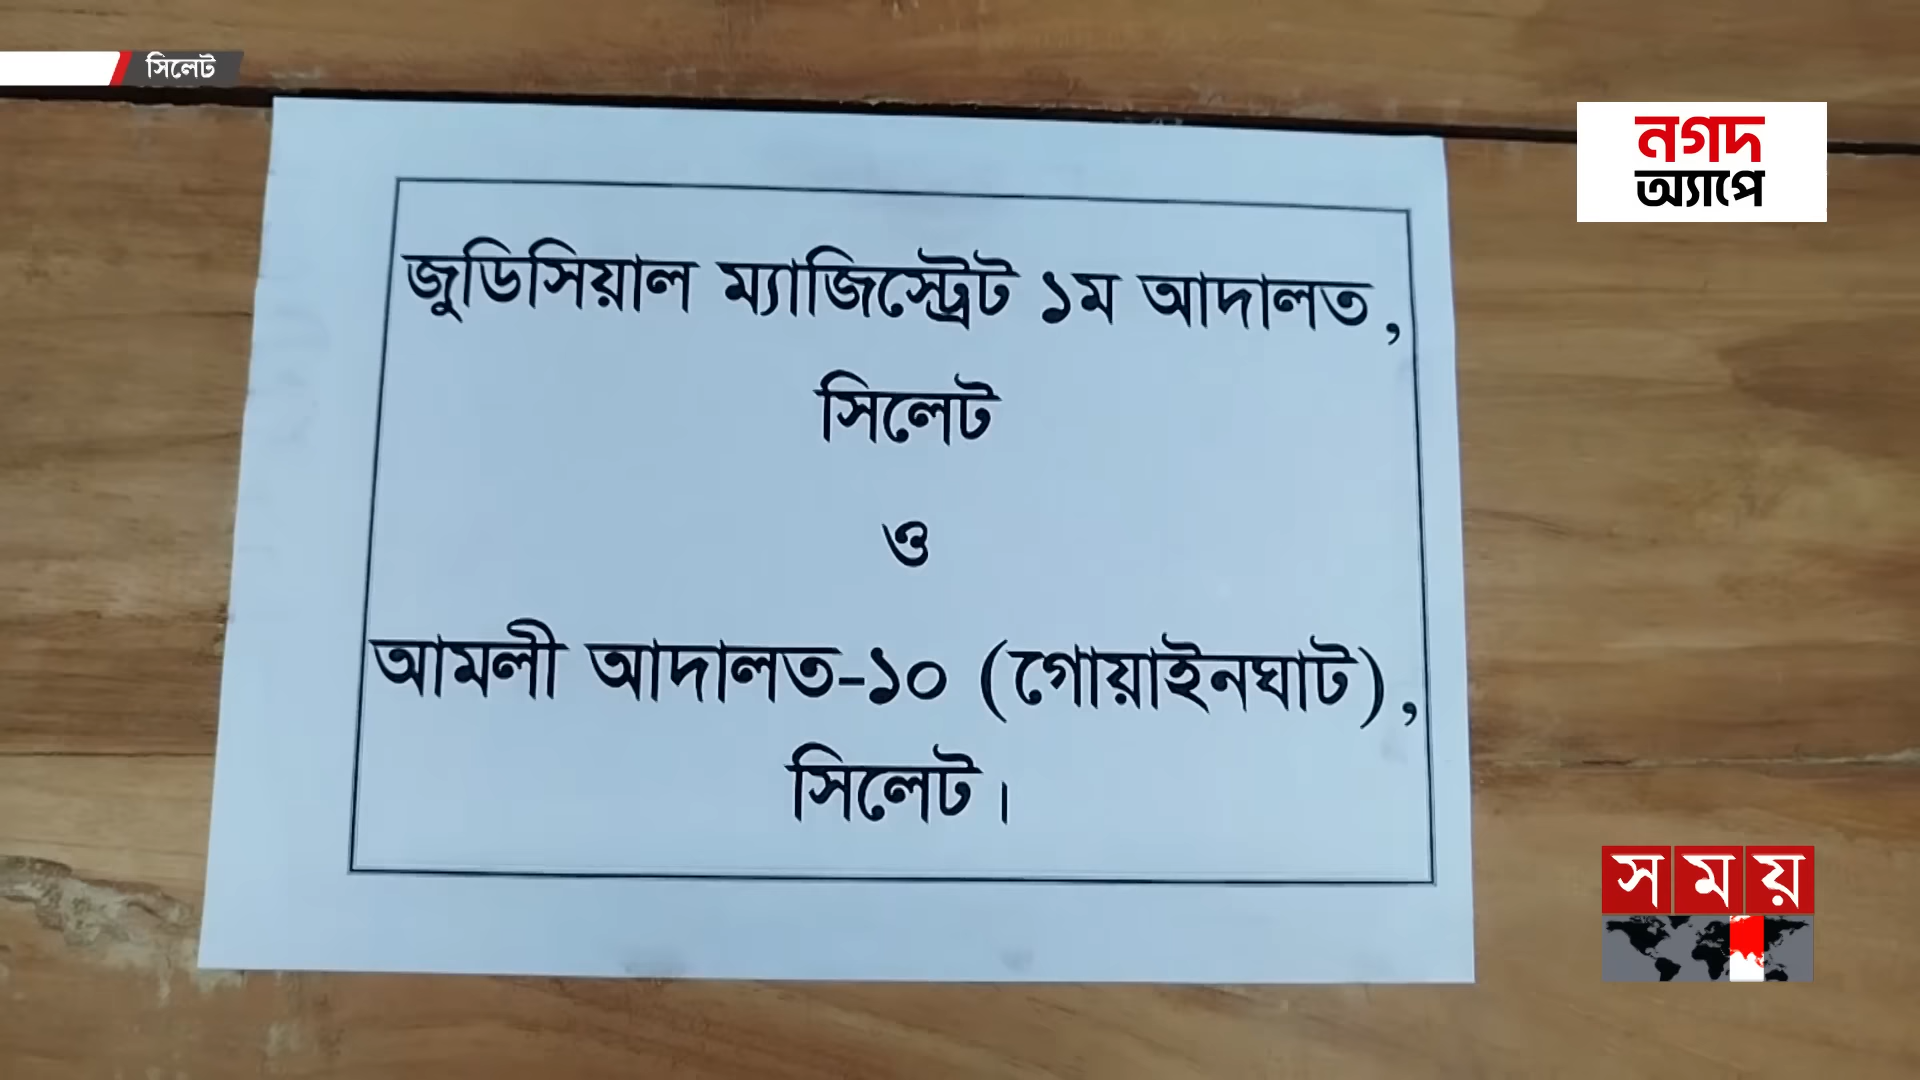 সিলেট
নগদ
অ্যাপে
জুডিসিয়াল ম্যাজিস্ট্রেট ১ম আদালত,
সিলেট
ও
আমলী আদালত-১০ (গোয়াইনঘাট),
সিলেট।
সময়